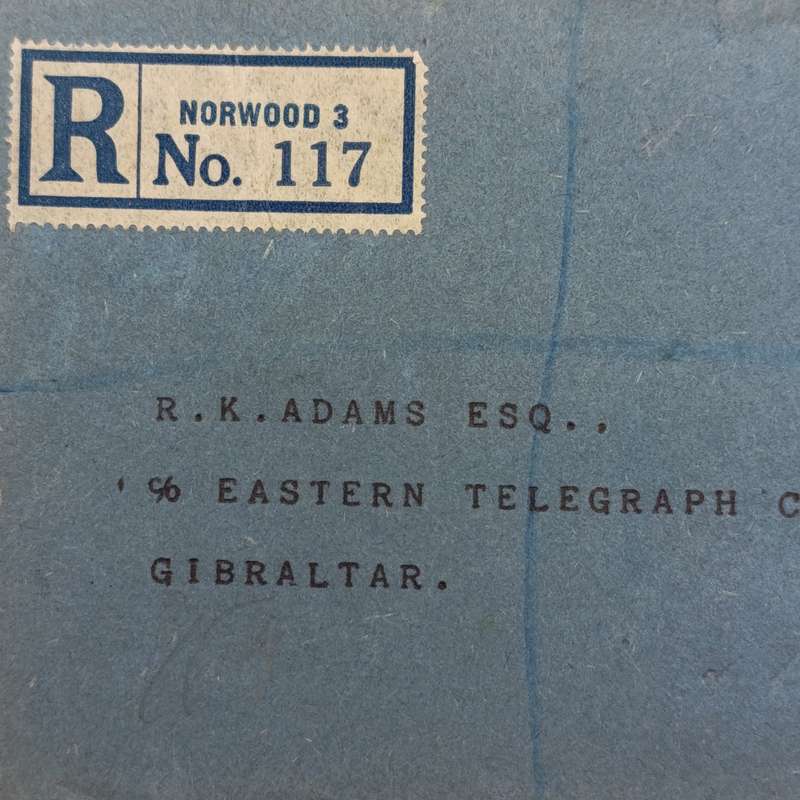 R
NORWOOD 3
No. 117
R.K.ADAMS ESQ..
℅ EASTERN TELEGRAPH C
GIBRALTAR.